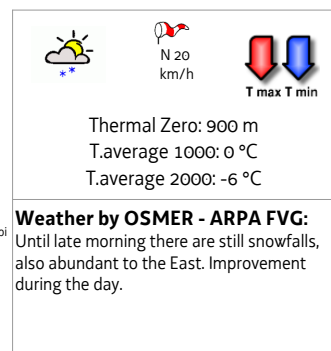 N 20
km/h
T max T min
Thermal Zero: 900 m
T.average 1000: 0 °C
T.average 2000: -6 °C
Weather by OSMER - ARPA FVG:
Until late morning there are still snowfalls,
also abundant to the East. Improvement
during the day.